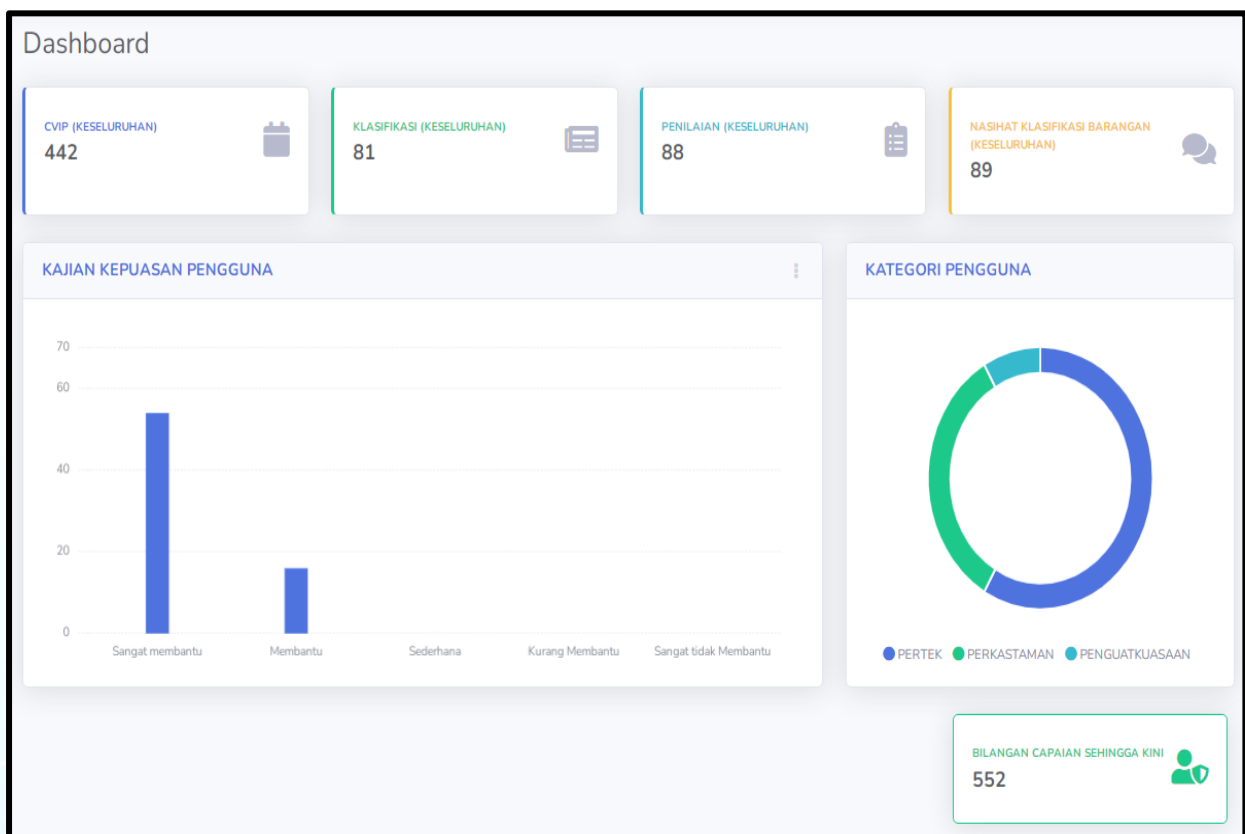 Dashboard
CVIP (KESELURUHAN)
442
KLASIFIKASI (KESELURUHAN)
81
PENILAIAN (KESELURUHAN)
88
NASIHAT KLASIFIKASI BARANGAN
(KESELURUHAN)
89
KAJIAN KEPUASAN PENGGUNA
70
60
40
20
0
Sangat membantu Membantu Sederhana Kurang Membantu Sangat tidak Membantu
KATEGORI PENGGUNA
PERTEK PERKASTAMAN PENGUATKUASAAN
BILANGAN CAPAIAN SEHINGGA KINI
552